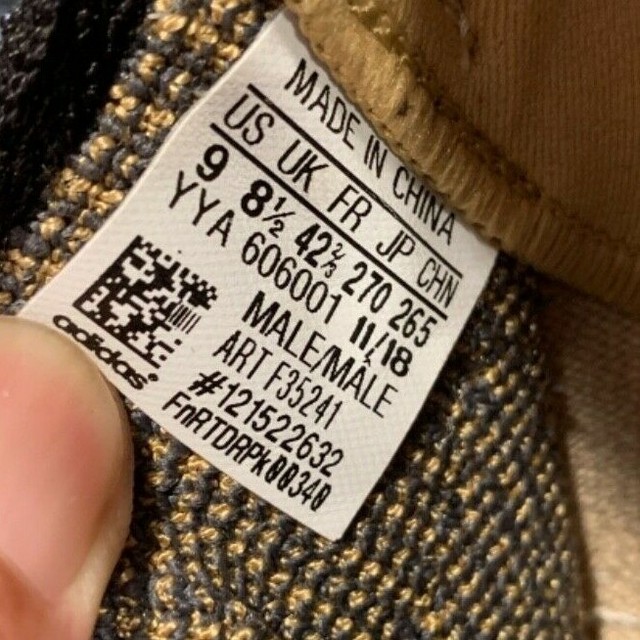 MADE IN CHINA
US UK FR JP CHN
9 8½ 42⅔ 270 265
YYA 606001 11/18
MALE/MÂLE
ART F35241
#121522632
FnRTDRPk00340
adidas